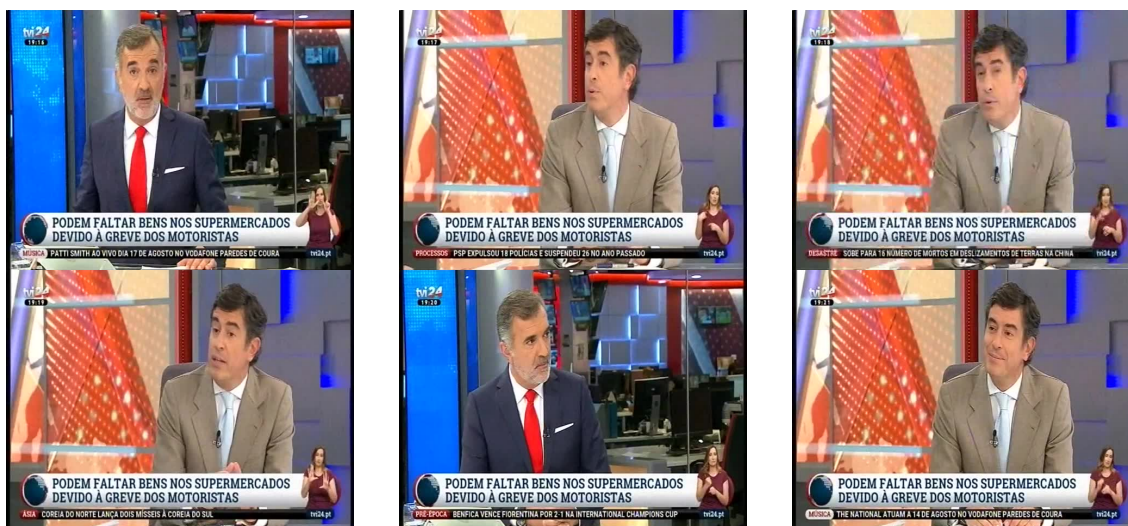 tvi24
19:16
PODEM FALTAR BENS NOS SUPERMERCADOS
DEVIDO À GREVE DOS MOTORISTAS
MÚSICA PATTI SMITH AO VIVO DIA 17 DE AGOSTO NO VODAFONE PAREDES DE COURA tvi24.pt
tvi24
19:17
PODEM FALTAR BENS NOS SUPERMERCADOS
DEVIDO À GREVE DOS MOTORISTAS
PROCESSOS PSP EXPULSOU 18 POLÍCIAS E SUSPENDEU 26 NO ANO PASSADO tvi24.pt
tvi24
19:18
PODEM FALTAR BENS NOS SUPERMERCADOS
DEVIDO À GREVE DOS MOTORISTAS
DESASTRE SOBE PARA 16 NÚMERO DE MORTOS EM DESLIZAMENTOS DE TERRAS NA CHINA tvi24.pt
tvi24
19:19
PODEM FALTAR BENS NOS SUPERMERCADOS
DEVIDO À GREVE DOS MOTORISTAS
ÁSIA COREIA DO NORTE LANÇA DOIS MÍSSEIS À COREIA DO SUL tvi24.pt
tvi24
19:20
PODEM FALTAR BENS NOS SUPERMERCADOS
DEVIDO À GREVE DOS MOTORISTAS
PRÉ-ÉPOCA BENFICA VENCE FIORENTINA POR 2-1 NA INTERNATIONAL CHAMPIONS CUP tvi24.pt
tvi24
19:21
PODEM FALTAR BENS NOS SUPERMERCADOS
DEVIDO À GREVE DOS MOTORISTAS
MÚSICA THE NATIONAL ATUAM A 14 DE AGOSTO NO VODAFONE PAREDES DE COURA tvi24.pt